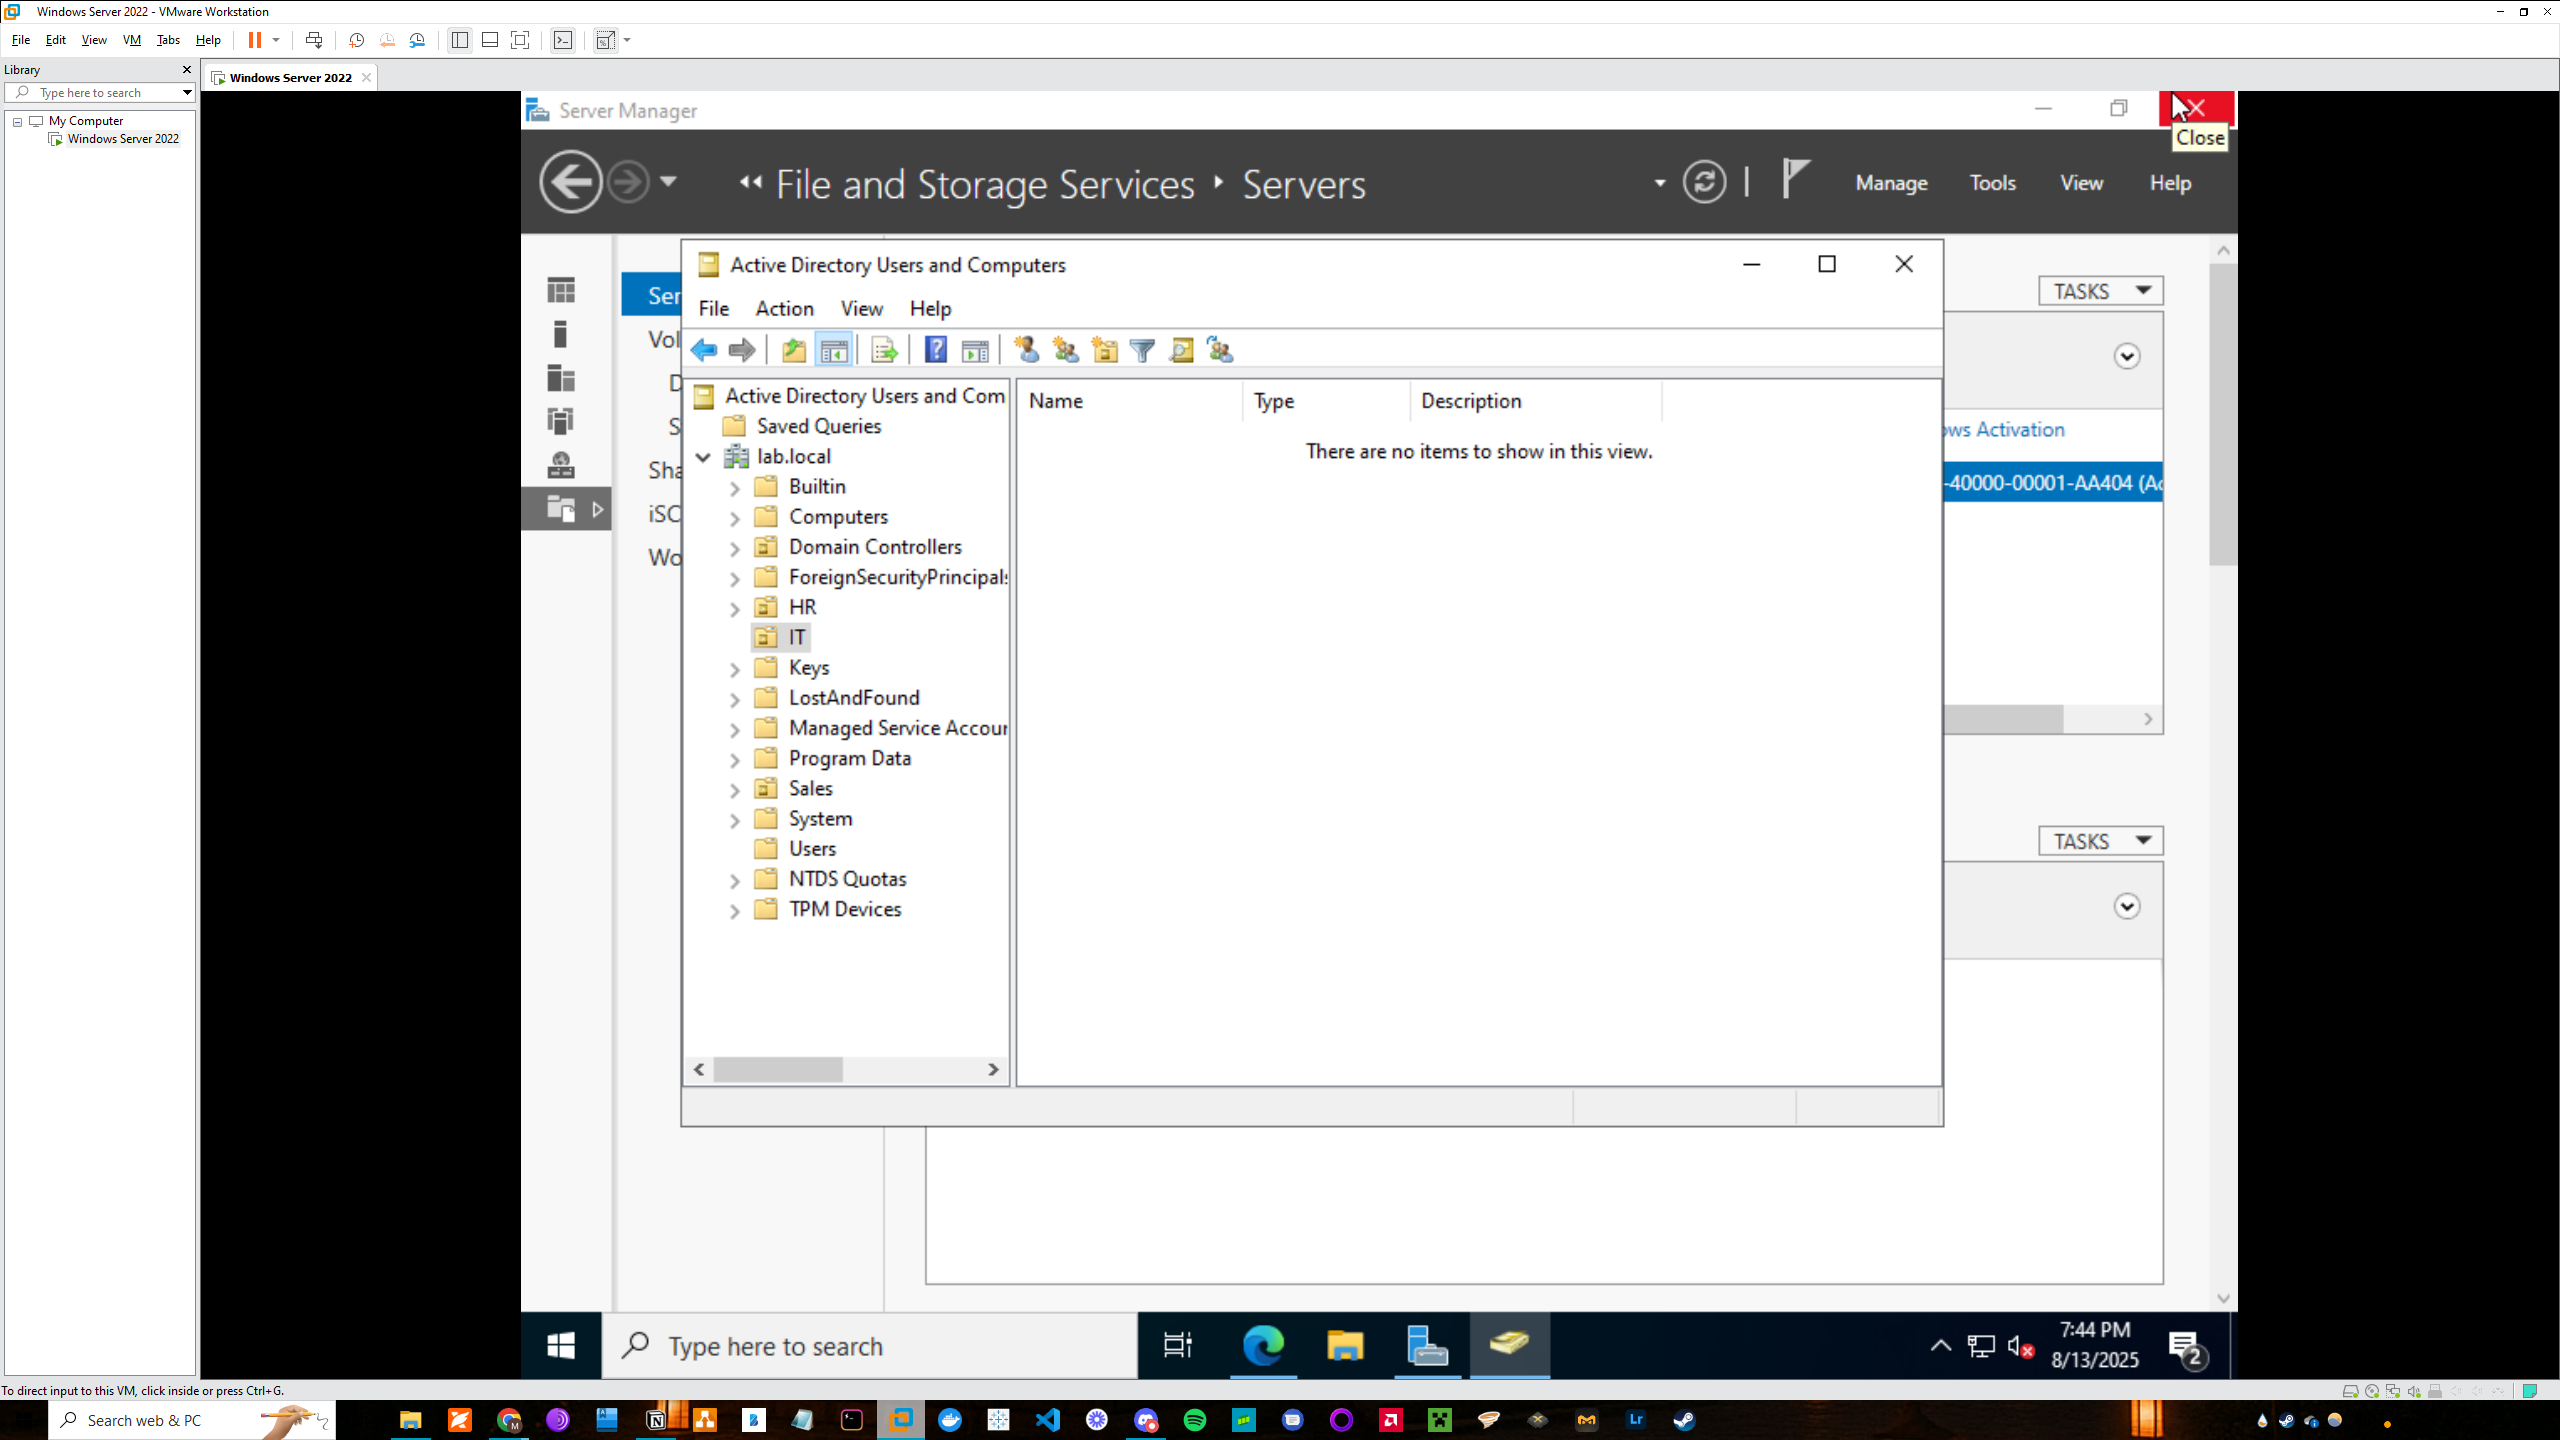 Windows Server 2022 - VMware Workstation
File Edit View VM Tabs Help
Library
Windows Server 2022
Type here to search
My Computer
Windows Server 2022
Server Manager
Close
File and Storage Services Servers
Manage Tools View Help
Active Directory Users and Computers
File Action View Help
TASKS
Ser
Vol
D
S
Sha
iSC
Wo
Active Directory Users and Com
Saved Queries
lab.local
Builtin
Computers
Domain Controllers
ForeignSecurityPrincipals
HR
IT
Keys
LostAndFound
Managed Service Accour
Program Data
Sales
System
Users
NTDS Quotas
TPM Devices
Name Type Description
There are no items to show in this view.
ows Activation
-40000-00001-AA404 (Ac
TASKS
Type here to search
7:44 PM
8/13/2025
2
To direct input to this VM, click inside or press Ctrl+G.
Search web & PC
Lr